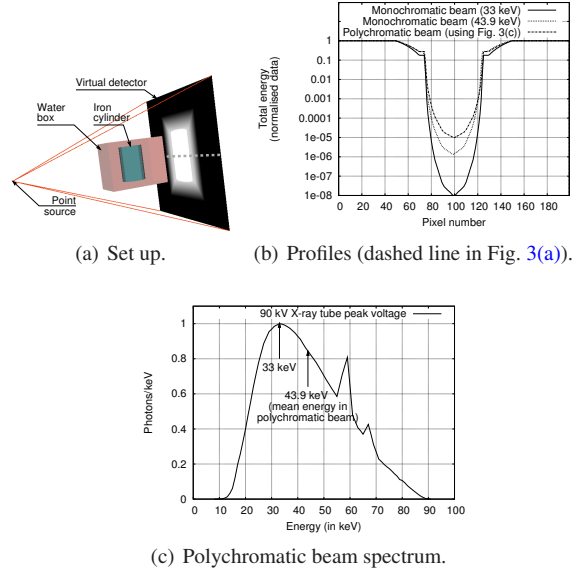 Virtual detector
Water
box
Iron
cylinder
Point
source
(a) Set up.
Monochromatic beam (33 keV)
Monochromatic beam (43.9 keV)
Polychromatic beam (using Fig. 3(c))
Total energy
(normalised data)
1
0.1
0.01
0.001
0.0001
1e-05
1e-06
1e-07
1e-08
0 20 40 60 80 100 120 140 160 180
Pixel number
(b) Profiles (dashed line in Fig. 3(a)).
90 kV X-ray tube peak voltage
Photons/keV
1
0.8
0.6
0.4
0.2
0
33 keV
43.9 keV
(mean energy in
polychromatic beam)
0 10 20 30 40 50 60 70 80 90 100
Energy (in keV)
(c) Polychromatic beam spectrum.